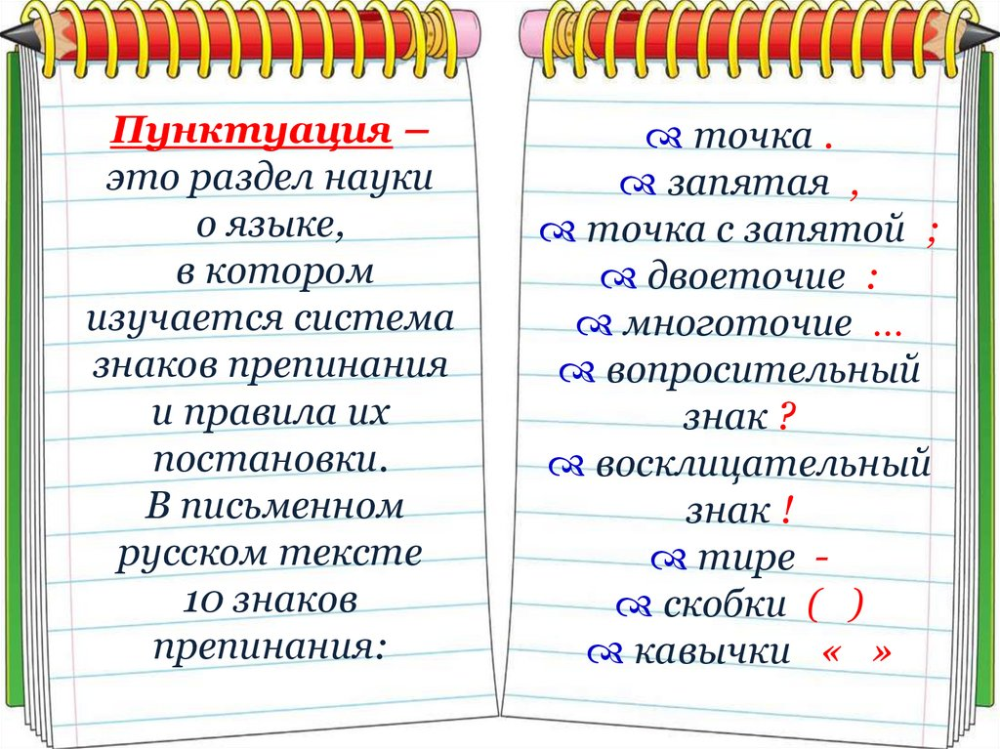 Пунктуация –
это раздел науки
о языке,
в котором
изучается система
знаков препинания
и правила их
постановки.
В письменном
русском тексте
10 знаков
препинания:
точка .
запятая ,
точка с запятой ;
двоеточие :
многоточие ...
вопросительный
знак ?
восклицательный
знак !
тире -
скобки ( )
кавычки « »